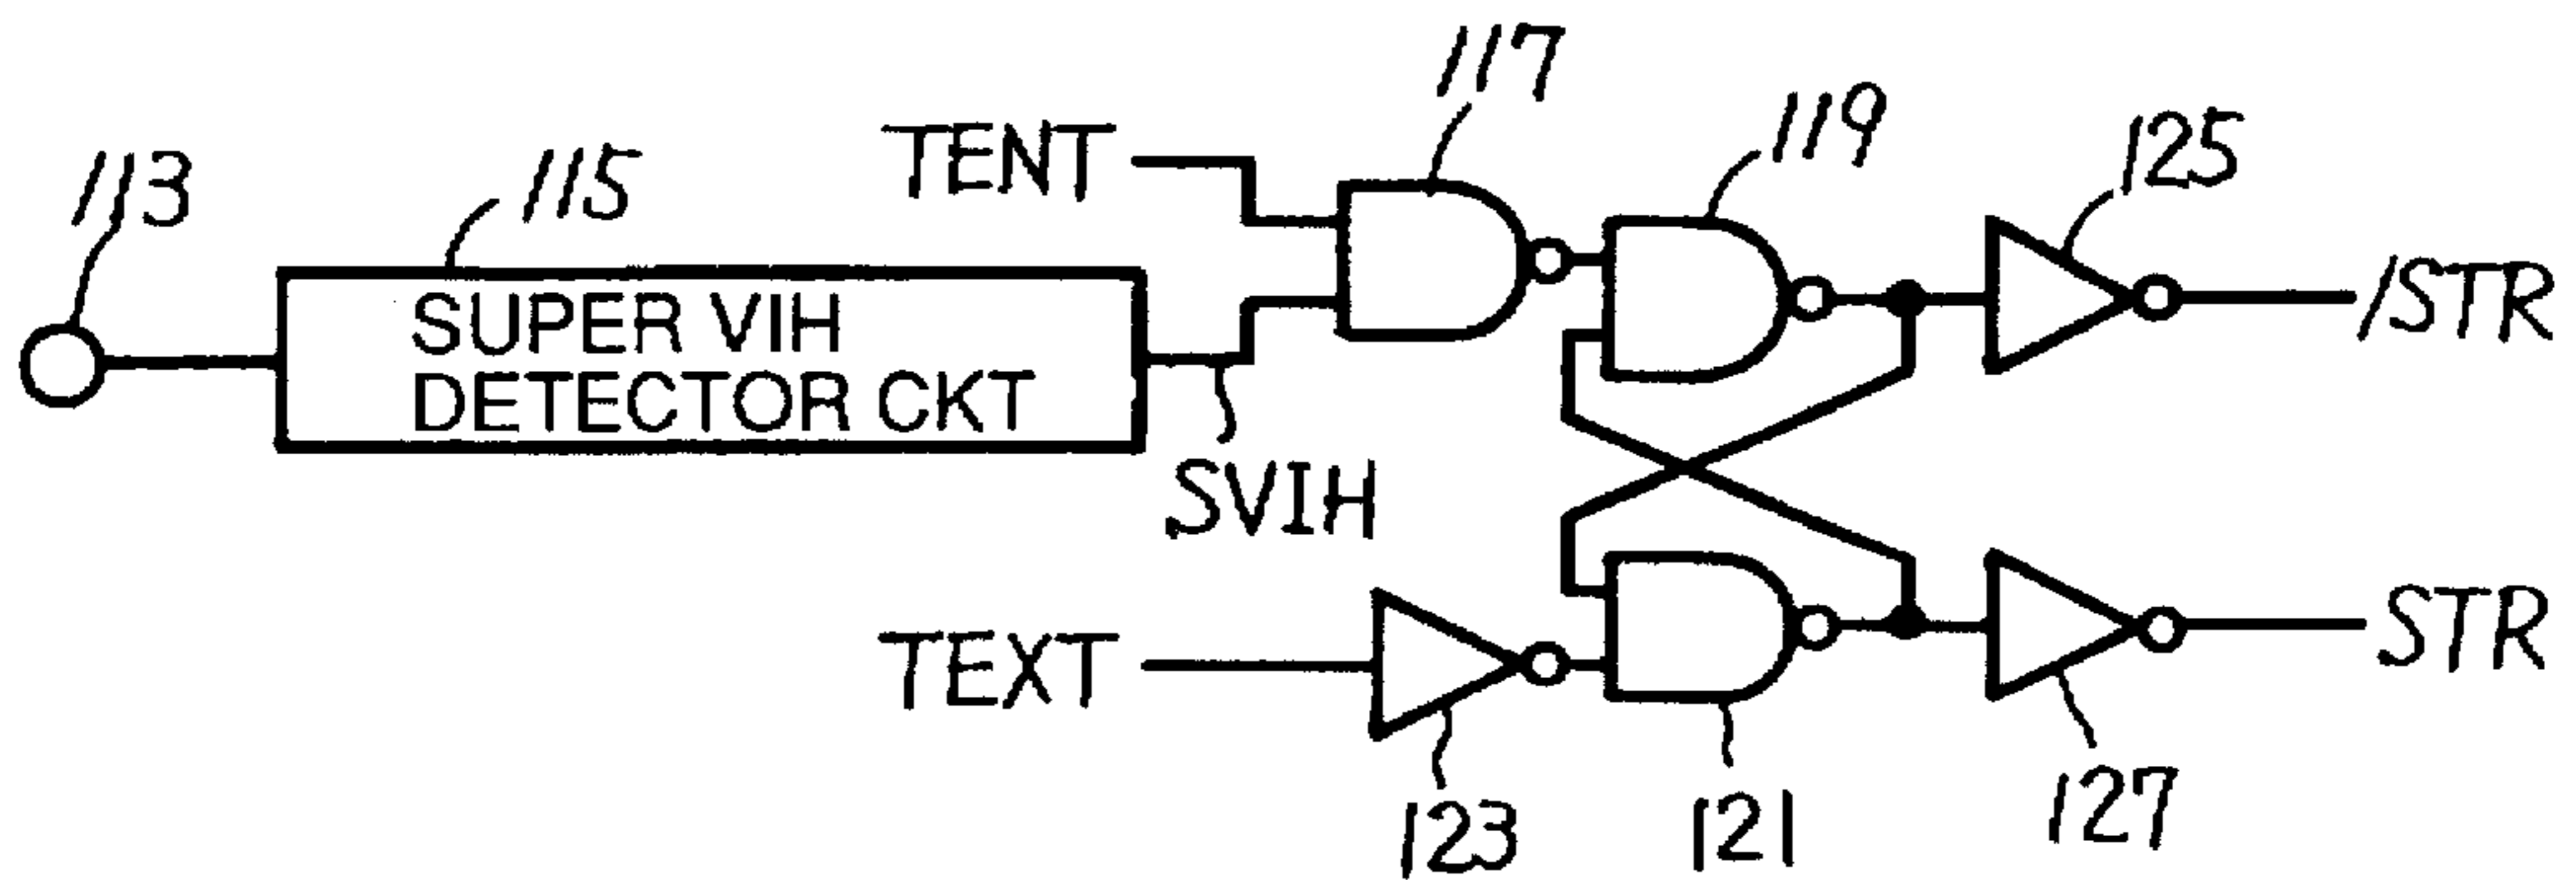 117
119
125
TENT
113
115
/STR
SUPER VIH
DETECTOR CKT
SVIH
TEXT
STR
123
121
127